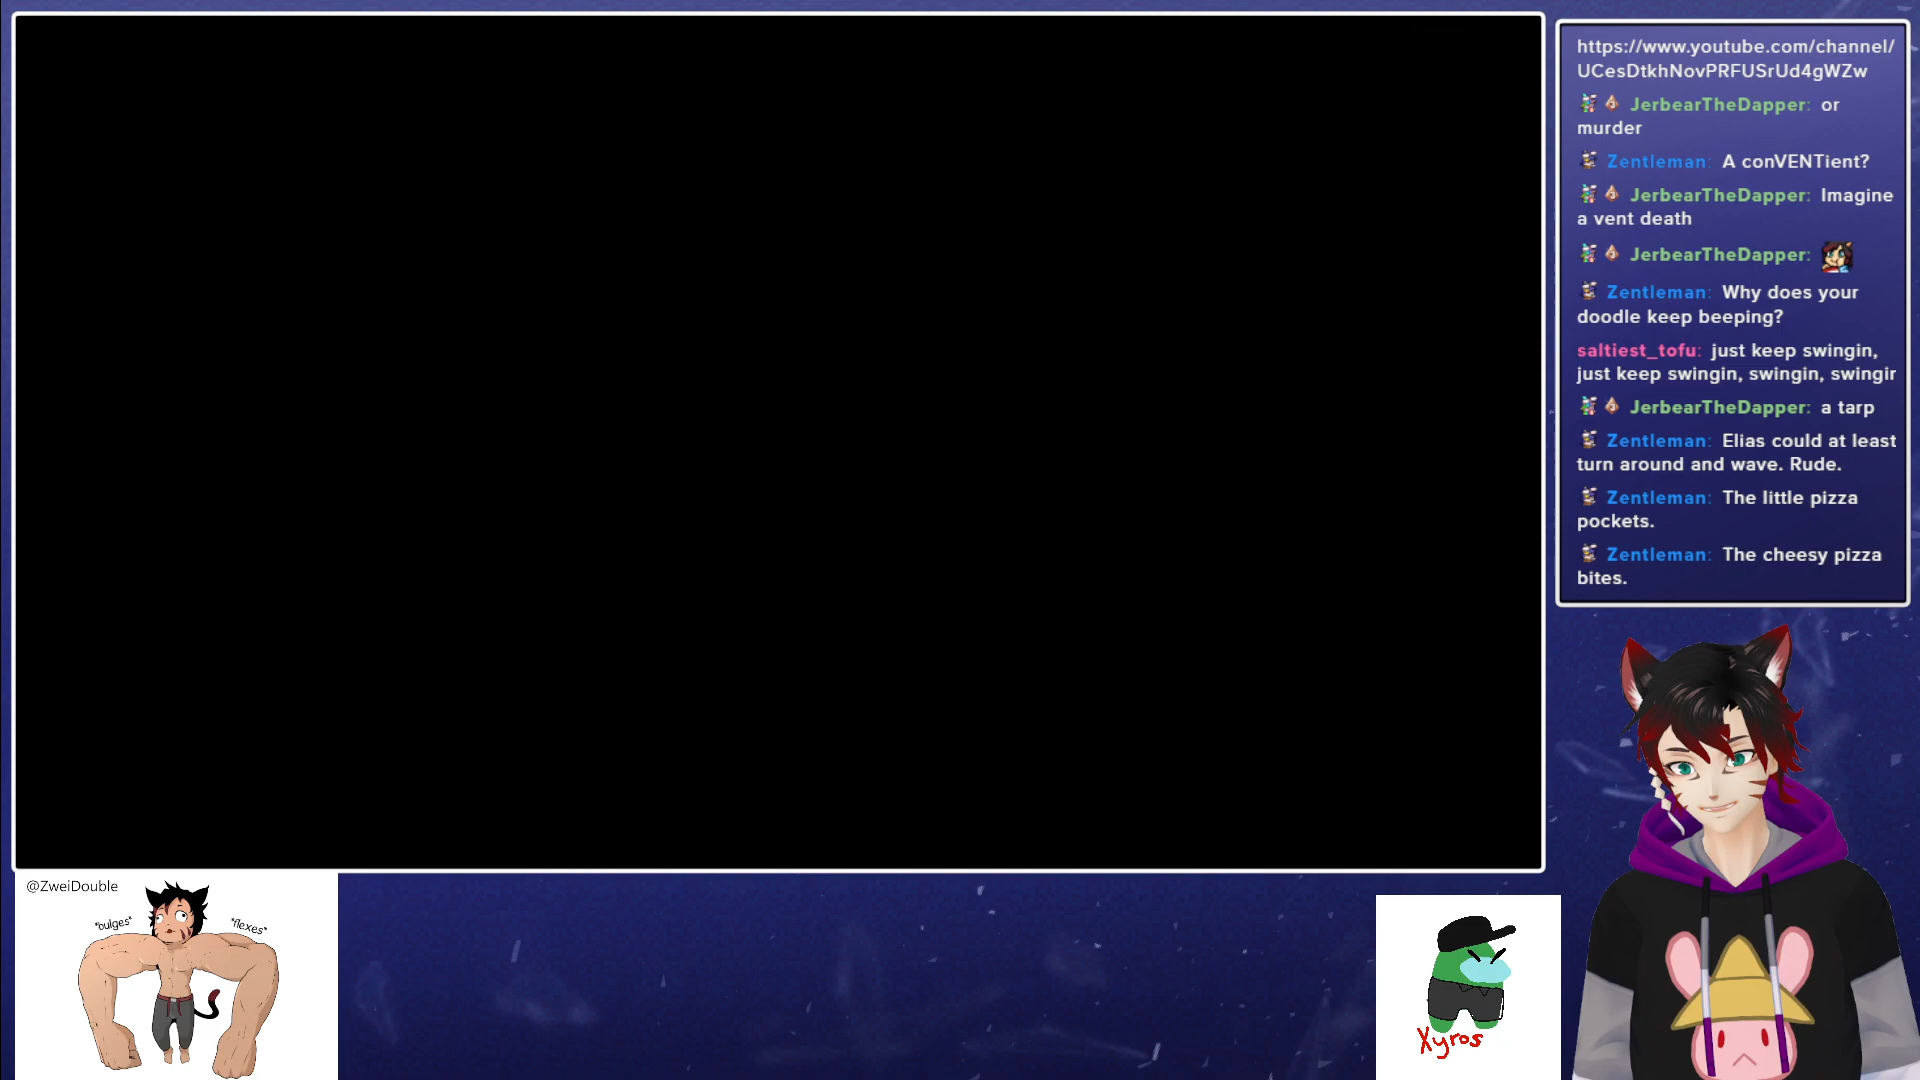 https://www.youtube.com/channel/
UCesDtkhNovPRFUSrUd4gWZw
JerbearTheDapper: or
murder
Zentleman: A conVENTient?
JerbearTheDapper: Imagine
a vent death
JerbearTheDapper:
Zentleman: Why does your
doodle keep beeping?
saltiest_tofu: just keep swingin,
just keep swingin, swingin, swingin
JerbearTheDapper: a tarp
Zentleman: Elias could at least
turn around and wave. Rude.
Zentleman: The little pizza
pockets.
Zentleman: The cheesy pizza
bites.
@ZweiDouble
*bulges*
*flexes*
Xyros